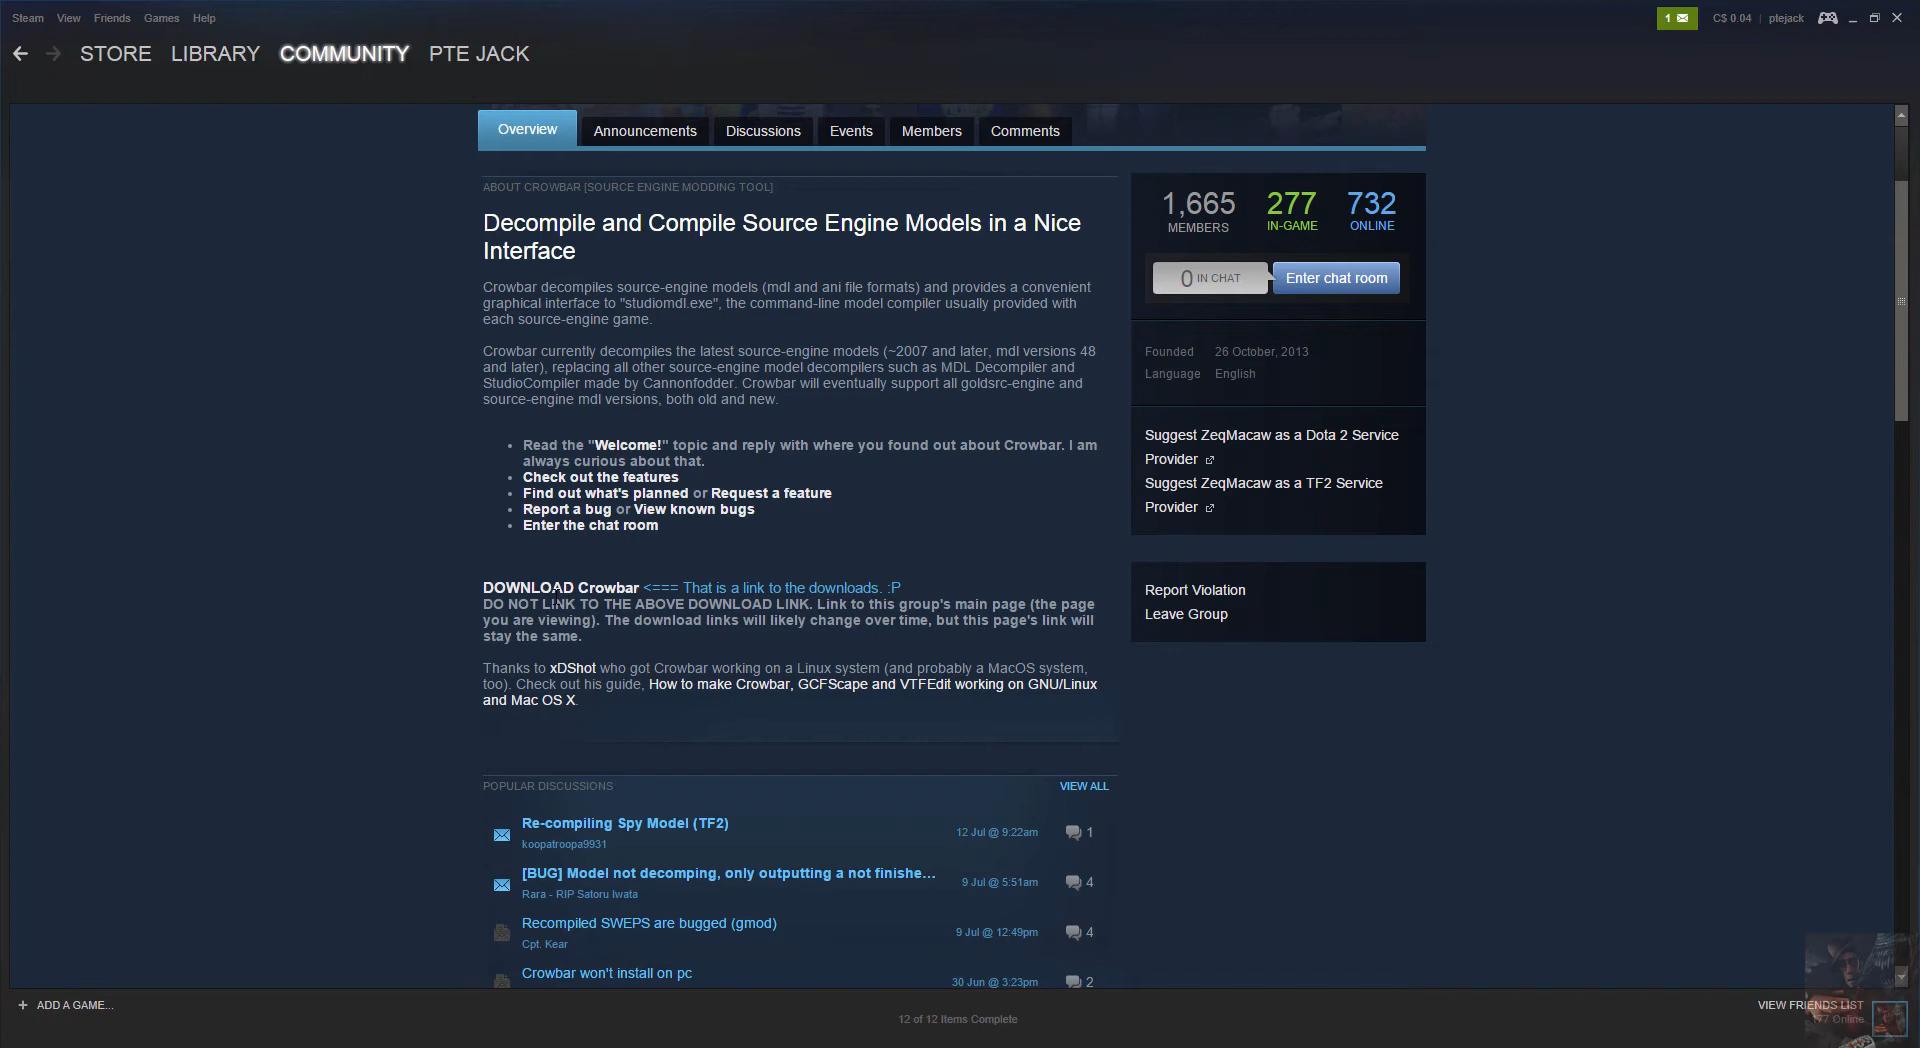 Steam View Friends Games Help
1 C$ 0.04 | ptejack
STORE LIBRARY COMMUNITY PTE JACK
Overview Announcements Discussions Events Members Comments
ABOUT CROWBAR [SOURCE ENGINE MODDING TOOL]
Decompile and Compile Source Engine Models in a Nice
Interface
Crowbar decompiles source-engine models (mdl and ani file formats) and provides a convenient
graphical interface to "studiomdl.exe", the command-line model compiler usually provided with
each source-engine game.
Crowbar currently decompiles the latest source-engine models (~2007 and later, mdl versions 48
and later), replacing all other source-engine model decompilers such as MDL Decompiler and
StudioCompiler made by Cannonfodder. Crowbar will eventually support all goldsrc-engine and
source-engine mdl versions, both old and new.
• Read the "Welcome!" topic and reply with where you found out about Crowbar. I am
always curious about that.
• Check out the features
• Find out what's planned or Request a feature
• Report a bug or View known bugs
• Enter the chat room
DOWNLOAD Crowbar <=== That is a link to the downloads. :P
DO NOT LINK TO THE ABOVE DOWNLOAD LINK. Link to this group's main page (the page
you are viewing). The download links will likely change over time, but this page's link will
stay the same.
Thanks to xDShot who got Crowbar working on a Linux system (and probably a MacOS system,
too). Check out his guide, How to make Crowbar, GCFScape and VTFEdit working on GNU/Linux
and Mac OS X.
1,665 277 732
MEMBERS IN-GAME ONLINE
0 IN CHAT Enter chat room
Founded 26 October, 2013
Language English
Suggest ZeqMacaw as a Dota 2 Service
Provider
Suggest ZeqMacaw as a TF2 Service
Provider
Report Violation
Leave Group
POPULAR DISCUSSIONS VIEW ALL
Re-compiling Spy Model (TF2)
koopatroopa9931
12 Jul @ 9:22am 1
[BUG] Model not decomping, only outputting a not finishe...
Rara - RIP Satoru Iwata
9 Jul @ 5:51am 4
Recompiled SWEPS are bugged (gmod)
Cpt. Kear
9 Jul @ 12:49pm 4
Crowbar won't install on pc
30 Jun @ 3:23pm 2
+ ADD A GAME...
12 of 12 Items Complete
VIEW FRIENDS LIST
177 Online